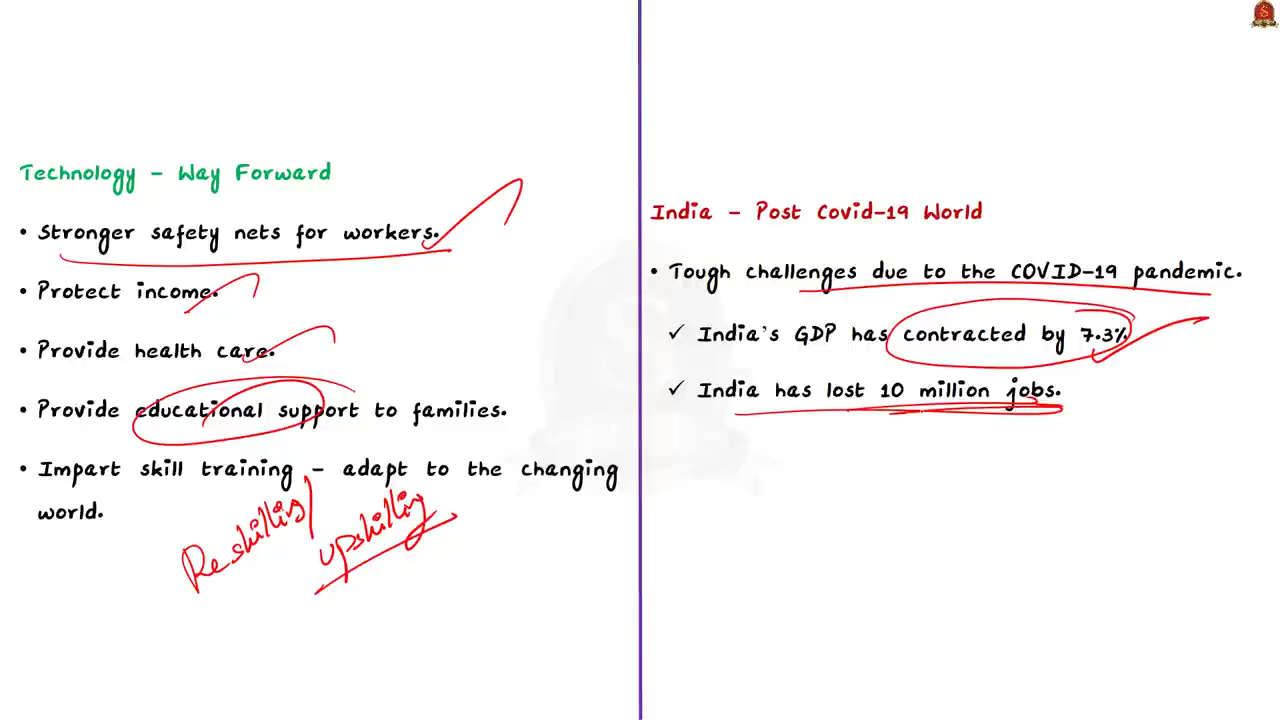 Technology - Way Forward
• Stronger safety nets for workers.
• Protect income.
• Provide health care.
• Provide educational support to families.
• Impart skill training - adapt to the changing
world.
Reskilling/
upskilling
India - Post Covid-19 World
• Tough challenges due to the COVID-19 pandemic.
✓ India's GDP has contracted by 7.3%.
✓ India has lost 10 million jobs.